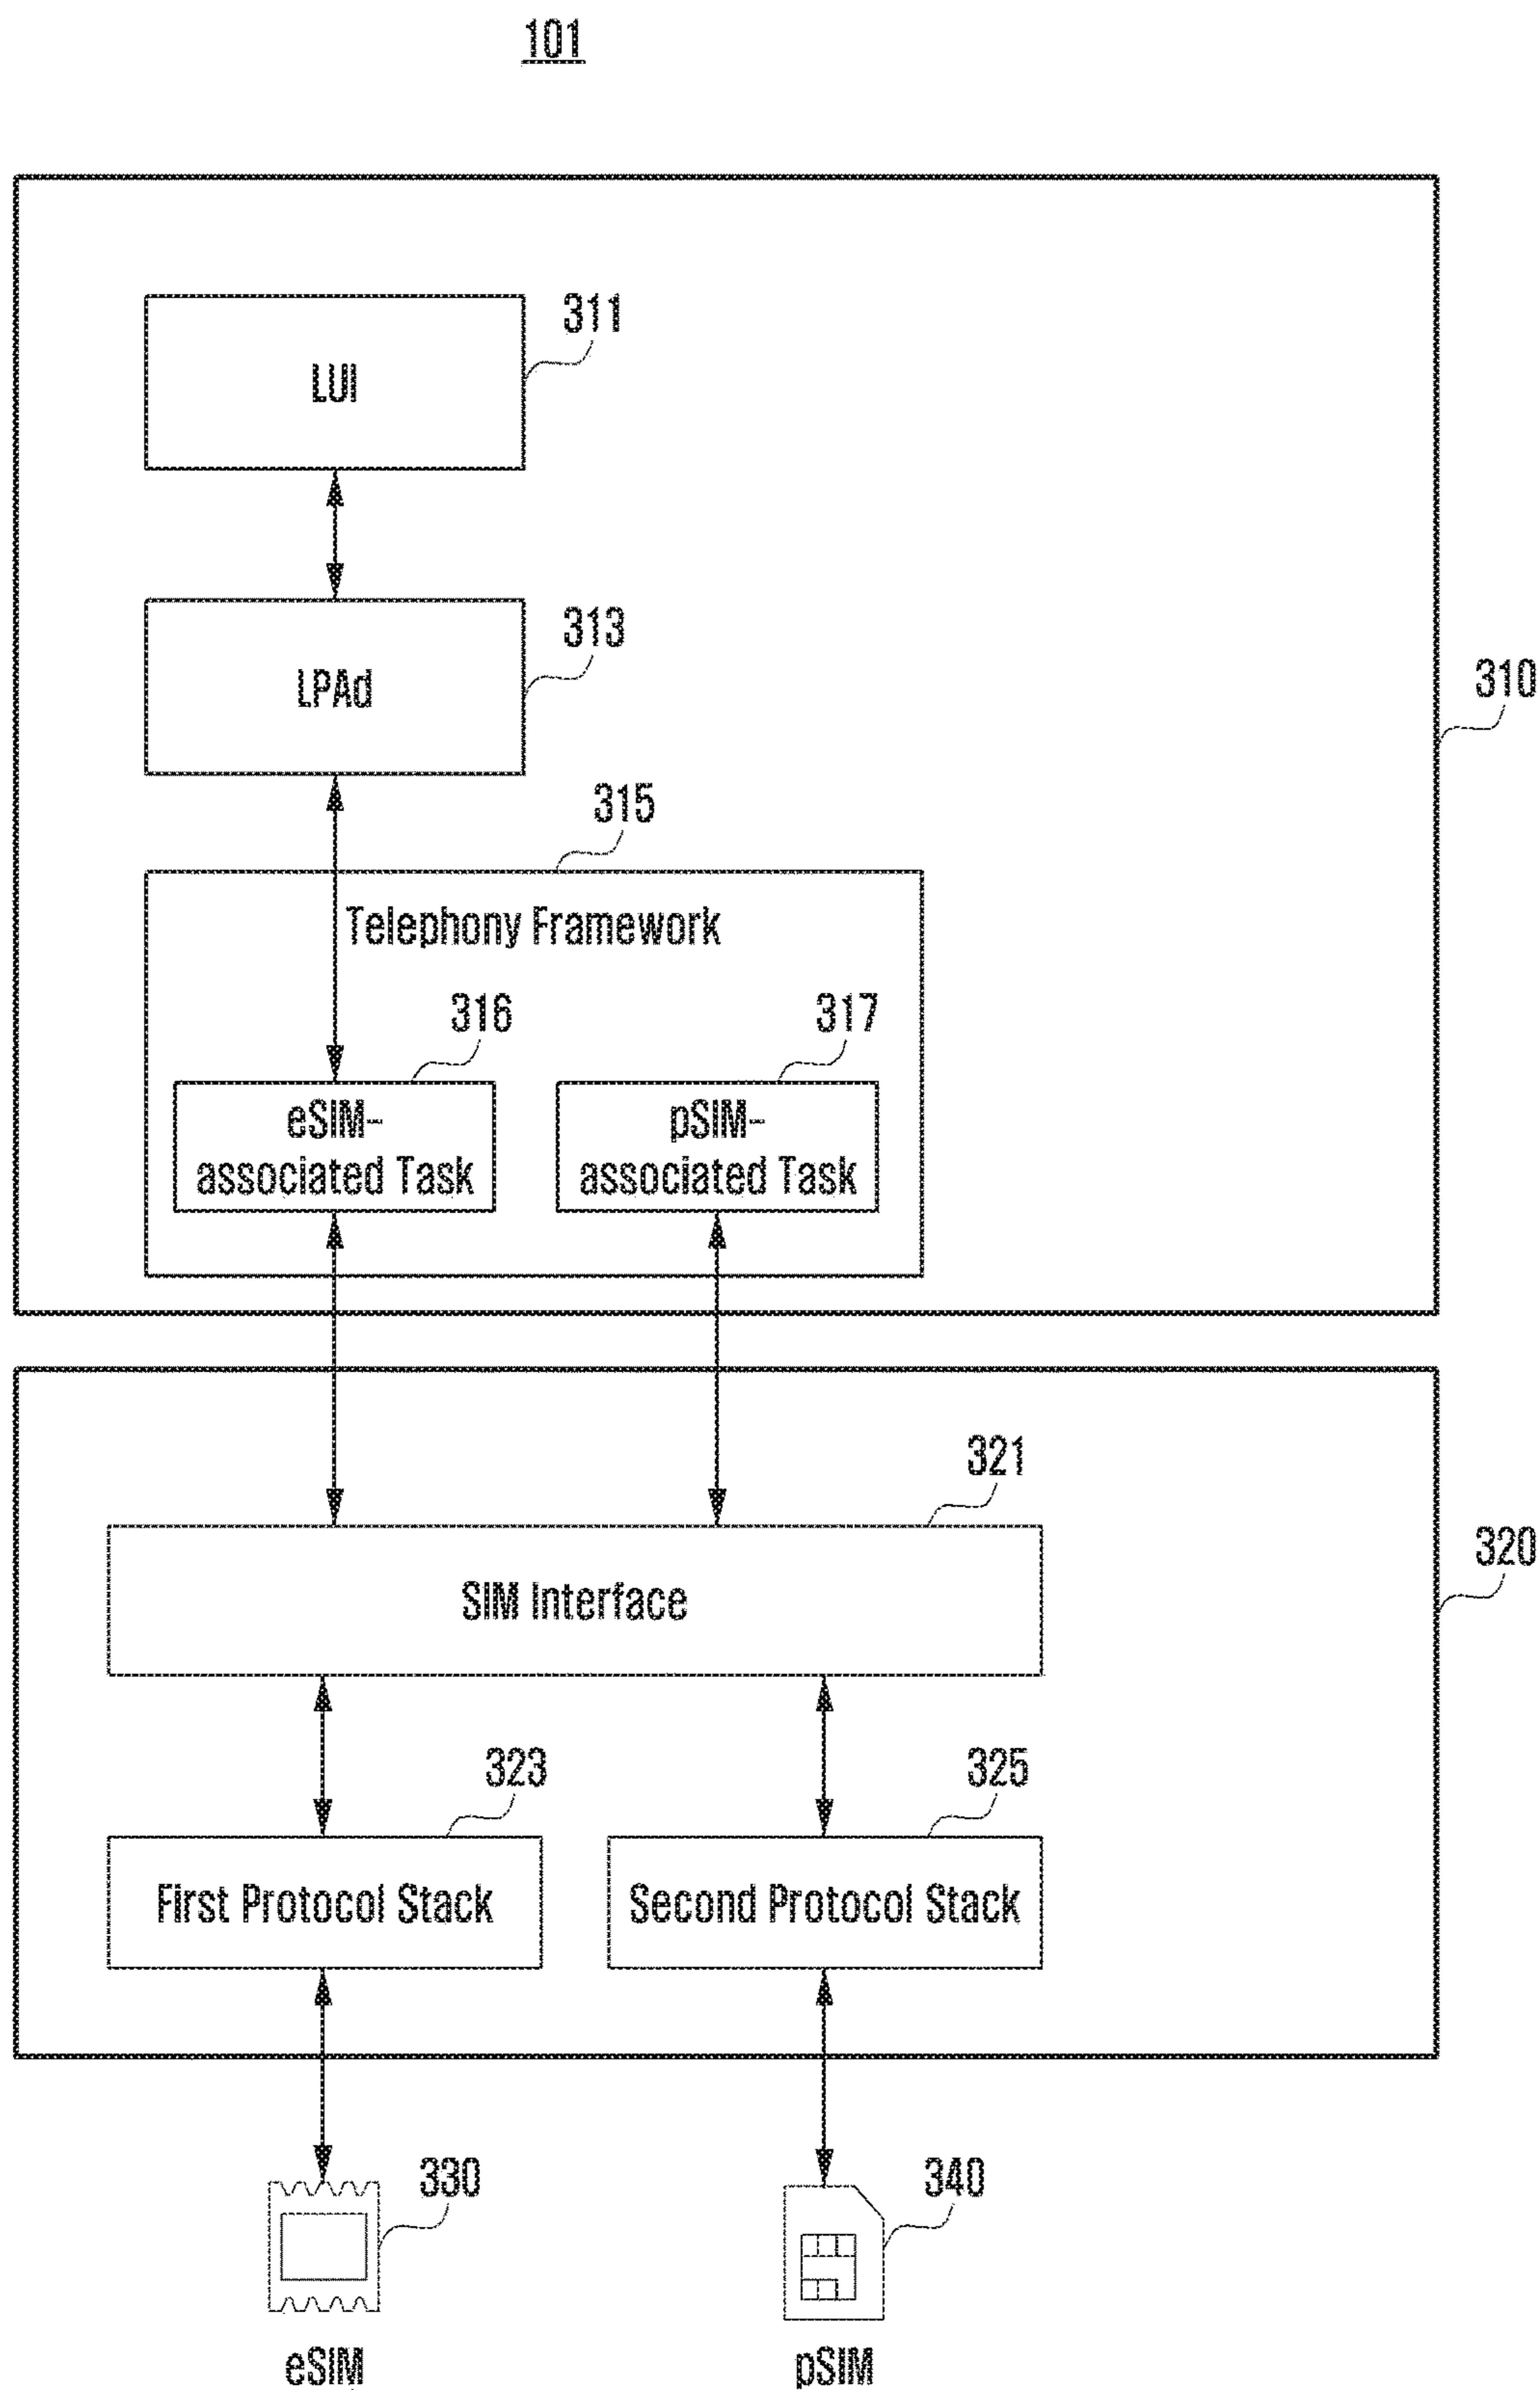 101
311
LUI
313
LPAd
310
315
Telephony Framework
316
317
eSIM-
associated Task
pSIM-
associated Task
321
SIM Interface
320
323
325
First Protocol Stack
Second Protocol Stack
330
340
eSIM
pSIM